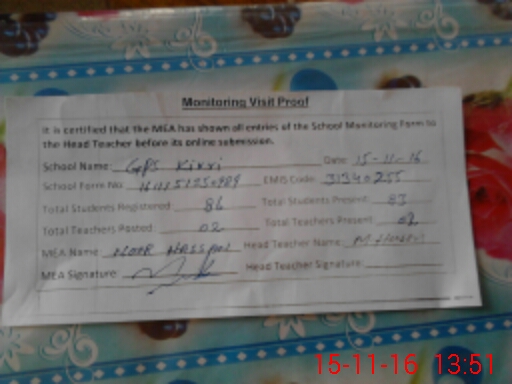 Monitoring Visit Proof
It is certified that the MEA has shown all entries of the School Monitoring Form to
the Head Teacher before its online submission.
School Name: GPS Kikri Date: 15-11-16
School Form No: EMIS Code: 31340255
Total Students Registered 86 Total Students Present 83
Total Teachers Posted 02 Total Teachers Present 02
MEA Name Head Teacher Name:
MEA Signature: Head Teacher Signature:
15-11-16 13:51